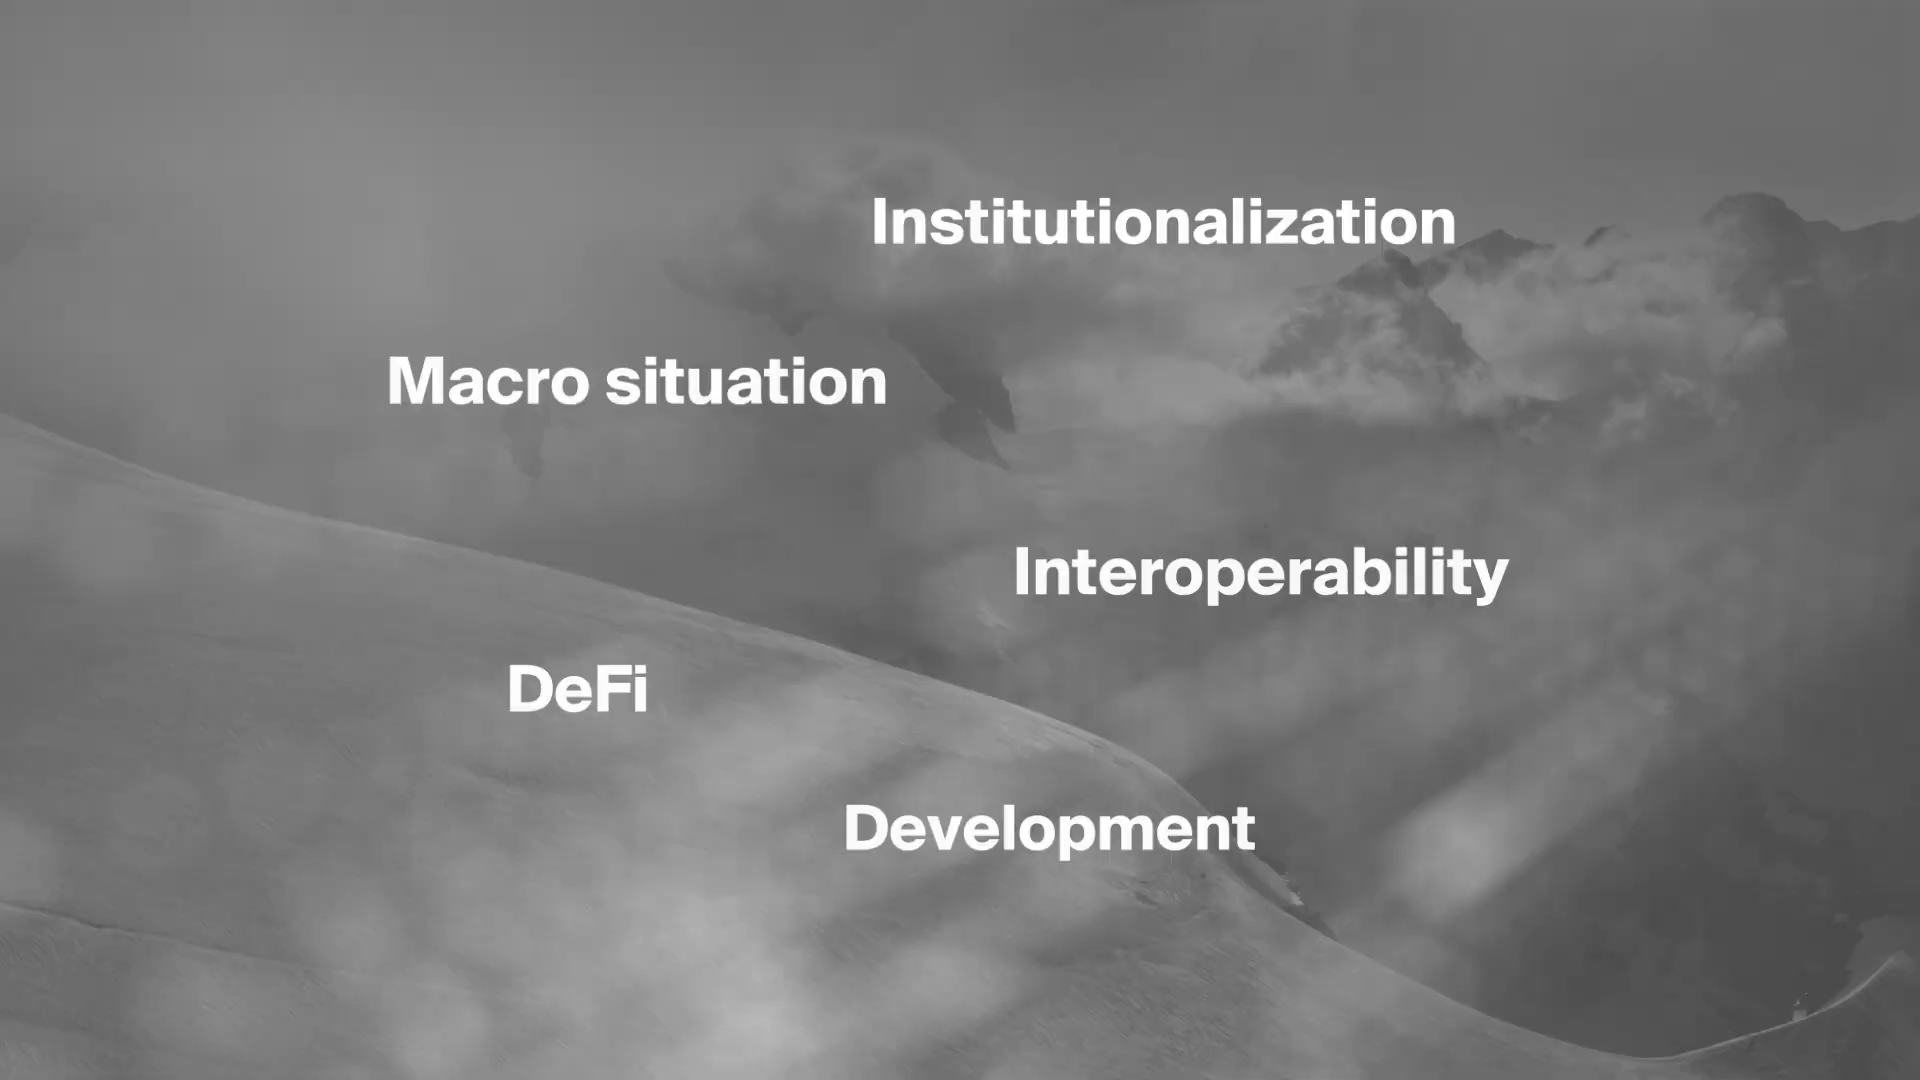 Institutionalization
Macro situation
Interoperability
DeFi
Development